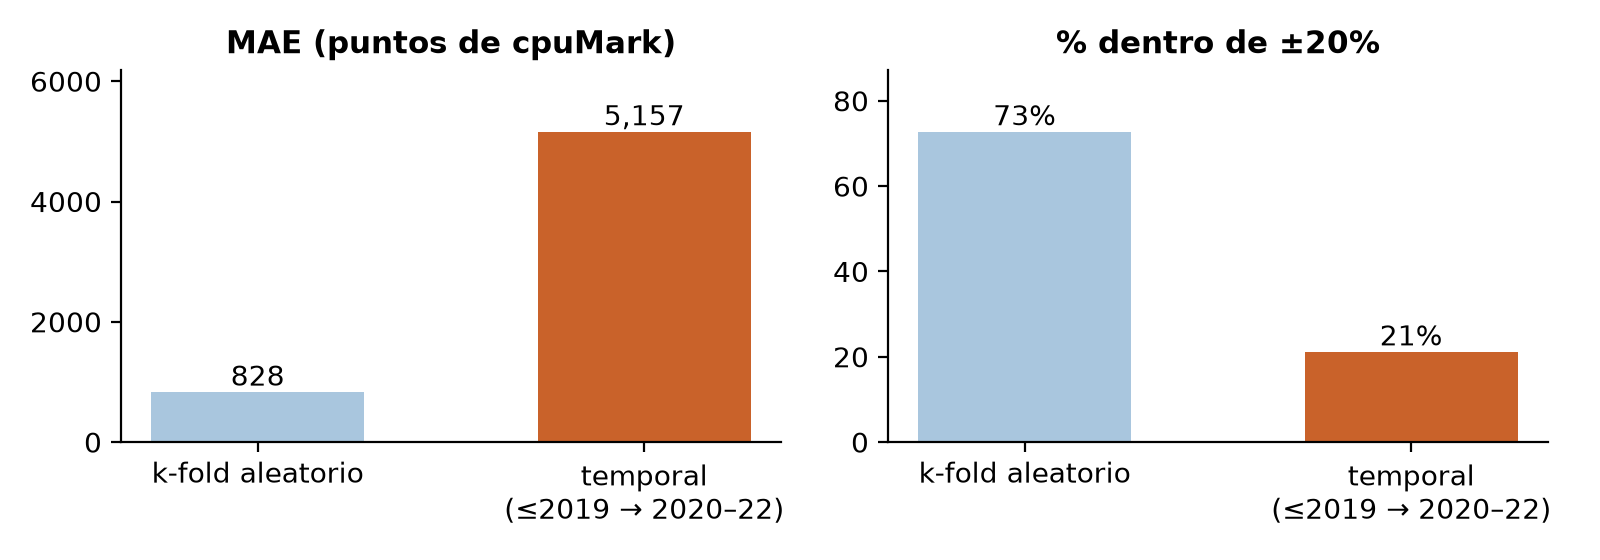 MAE (puntos de cpuMark)
6000
4000
2000
0
828
5,157
k-fold aleatorio
temporal
(≤2019 → 2020–22)
% dentro de ±20%
80
60
40
20
0
73%
21%
k-fold aleatorio
temporal
(≤2019 → 2020–22)